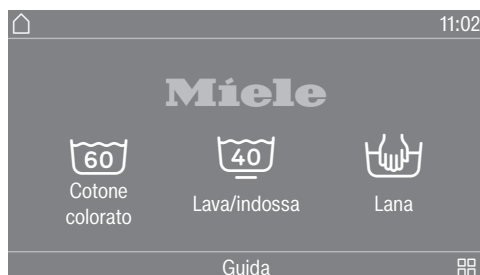 11:02
Miele
60
40
Cotone
colorato
Lava/indossa
Lana
Guida